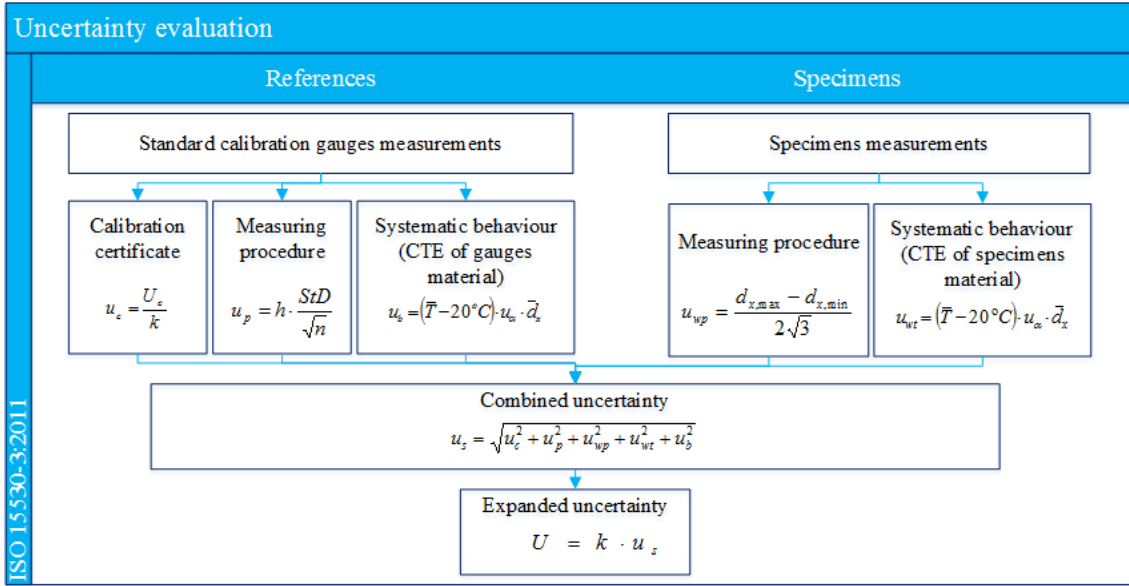 Uncertainty evaluation
References
Specimens
ISO 15530-3:2011
Standard calibration gauges measurements
Specimens measurements
Calibration
certificate
u_c = U_c / k
Measuring
procedure
u_p = h · StD / √n
Systematic behaviour
(CTE of gauges
material)
u_b = (T̅ − 20°C) · u_α · d̅_x
Measuring procedure
u_wp = (d_x,max − d_x,min) / 2√3
Systematic behaviour
(CTE of specimens
material)
u_wt = (T̅ − 20°C) · u_α · d̅_x
Combined uncertainty
u_s = √(u_c² + u_p² + u_wp² + u_wt² + u_b²)
Expanded uncertainty
U = k · u_s